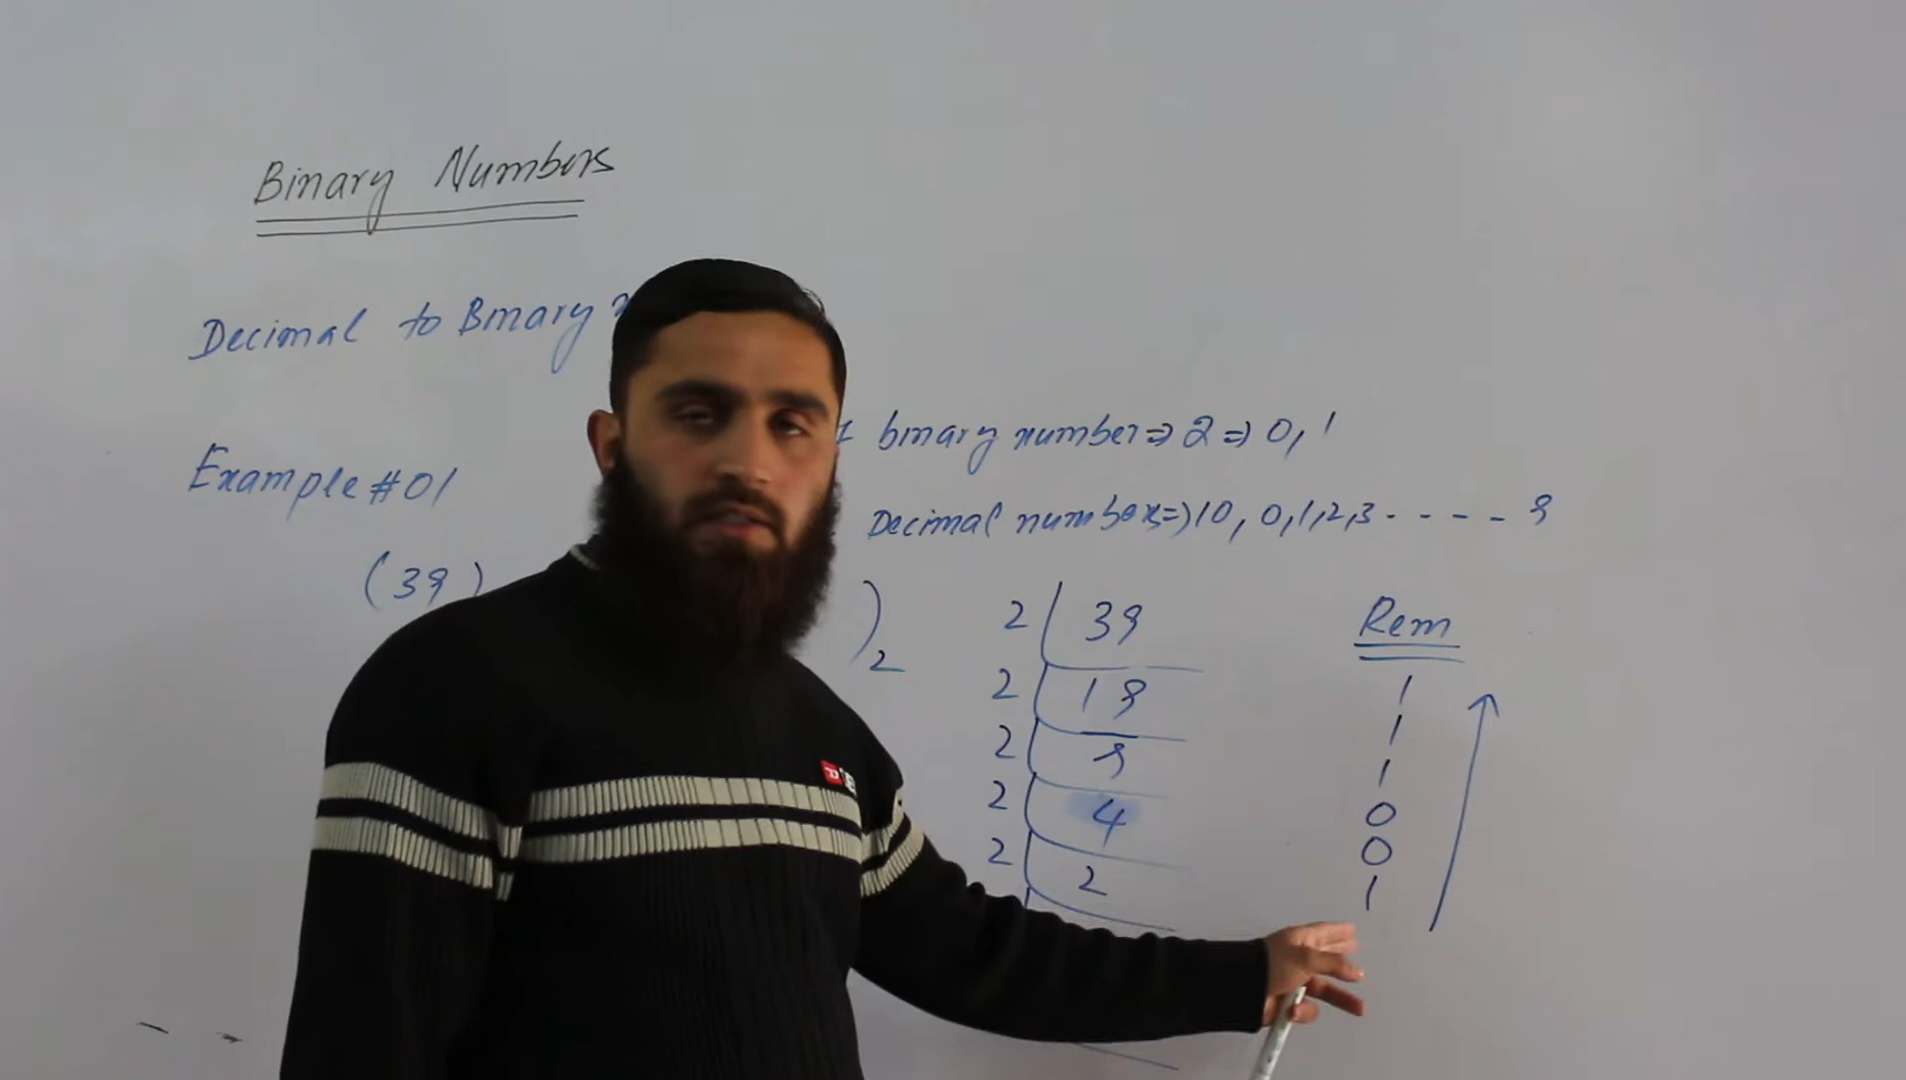 Binary Numbers
Decimal to Binary
Example #01
binary number => 2 => 0, 1
Decimal numbers => 10, 0,1,2,3 - - - - - 9
(39)
)2
2 39 Rem
2 19 1
2 9 1
2 4 1
2 2 0
0
1